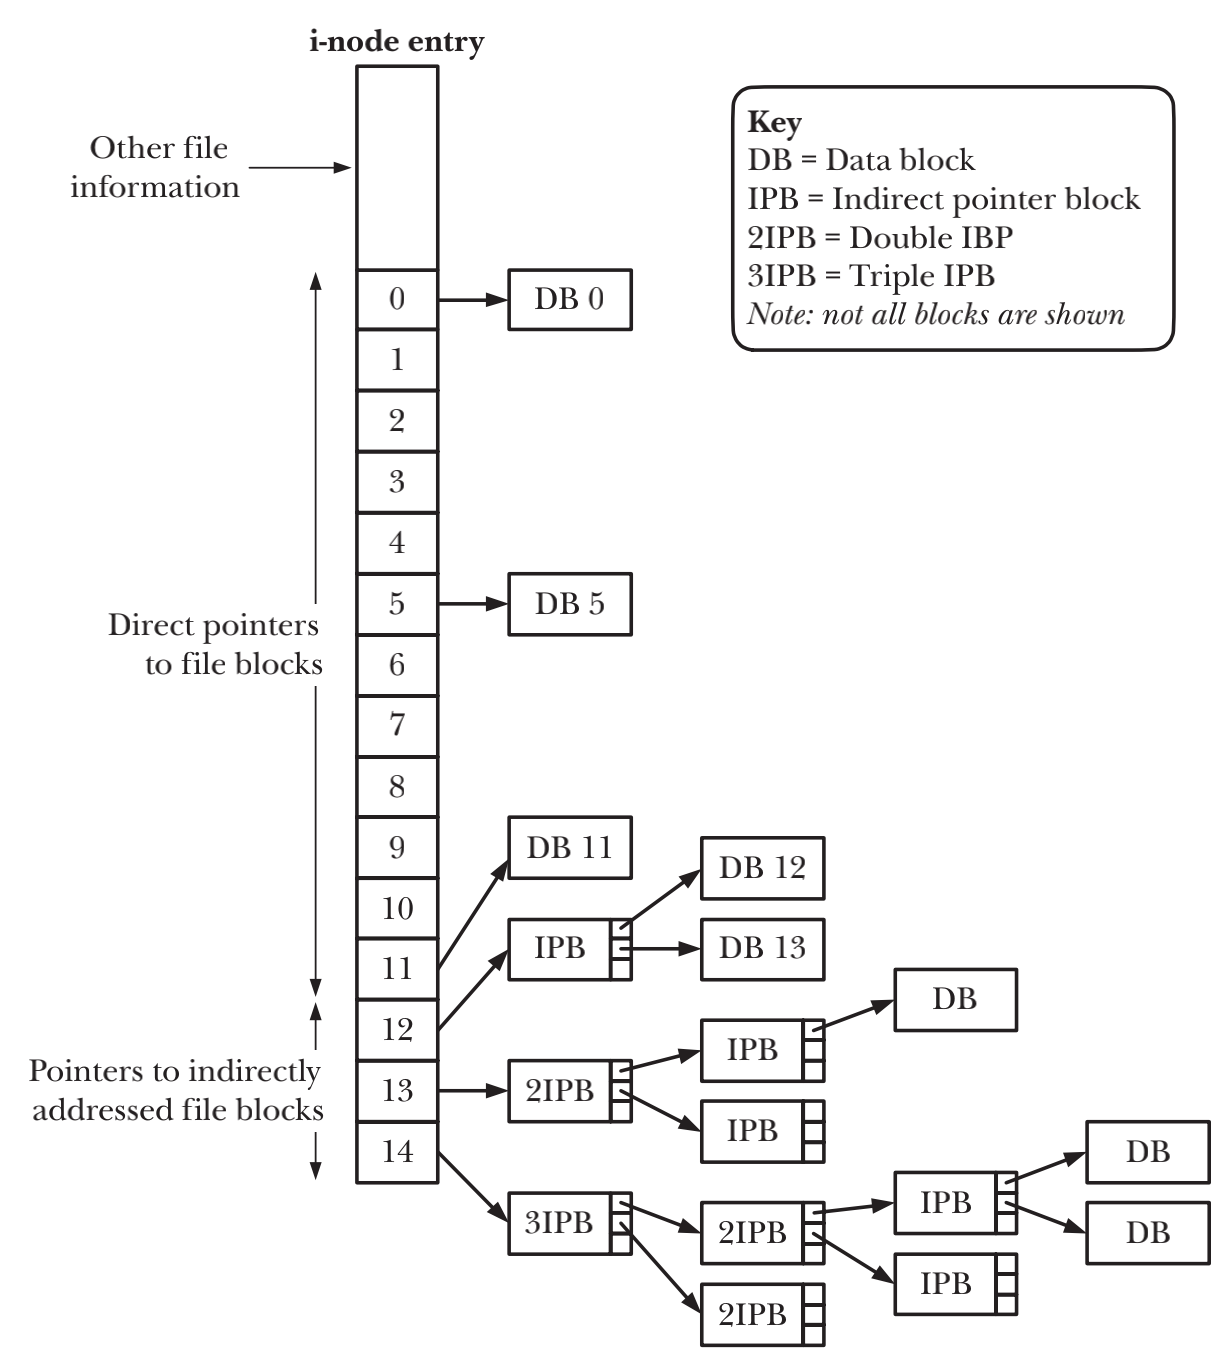 i-node entry
Other file
information
Key
DB = Data block
IPB = Indirect pointer block
2IPB = Double IBP
3IPB = Triple IPB
Note: not all blocks are shown
0
DB 0
1
2
3
4
5
DB 5
Direct pointers
to file blocks
6
7
8
9
DB 11
DB 12
10
IPB
DB 13
11
DB
12
IPB
Pointers to indirectly
addressed file blocks
13
2IPB
IPB
14
DB
3IPB
2IPB
IPB
DB
IPB
2IPB